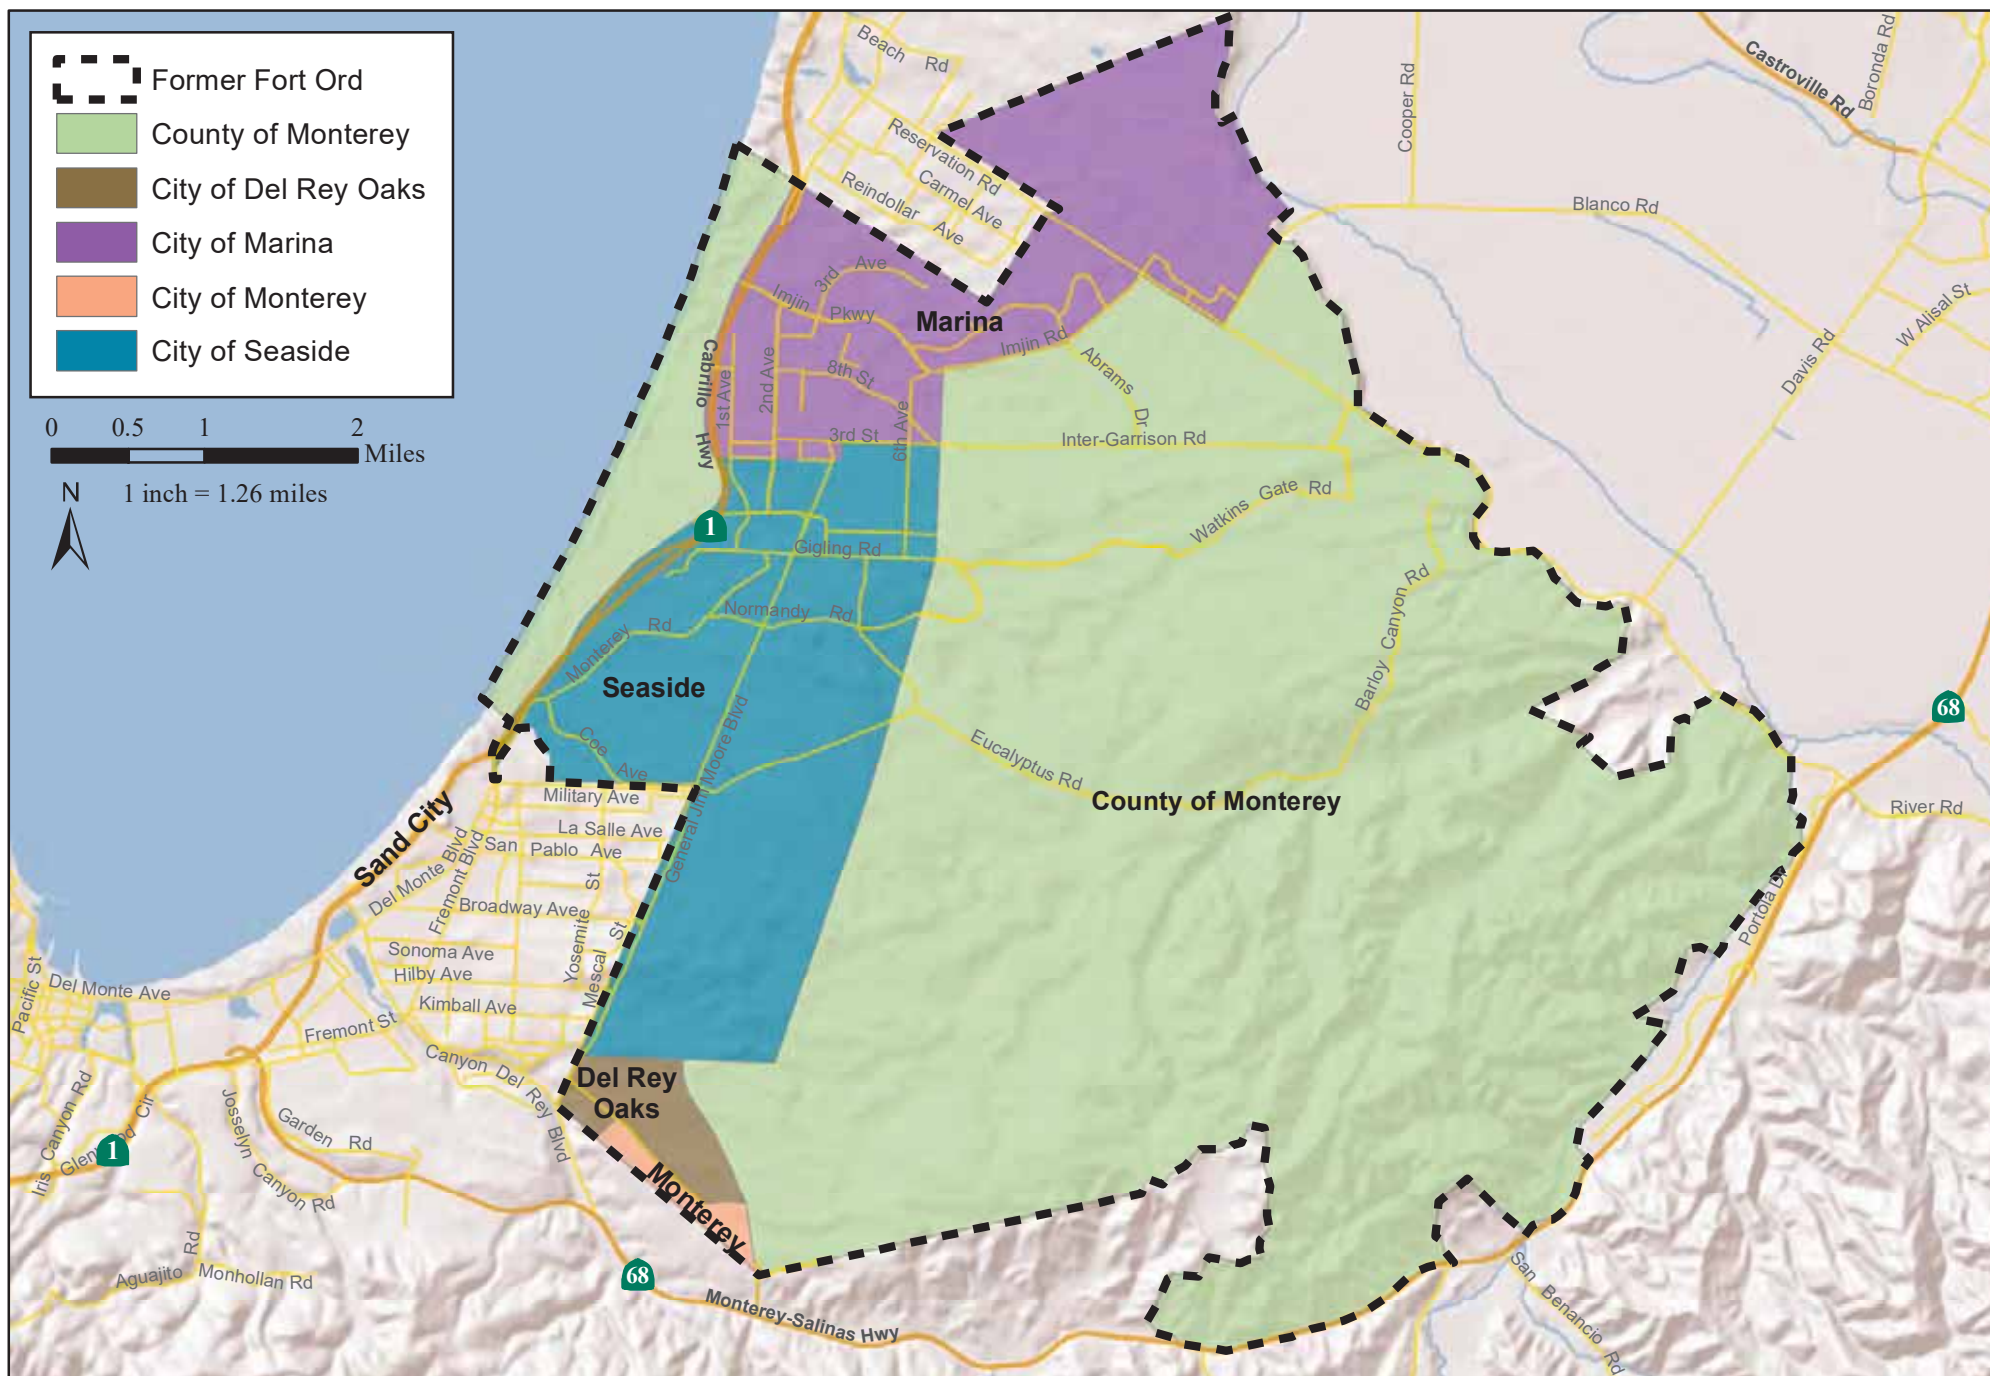 Former Fort Ord
County of Monterey
City of Del Rey Oaks
City of Marina
City of Monterey
City of Seaside
0 0.5 1 2
Miles
N
1 inch = 1.26 miles
Beach Rd
Reservation Rd
Carmel Ave
Reindollar Ave
Cooper Rd
Castroville Rd
Boronda Rd
Blanco Rd
W Alisal St
Davis Rd
3rd Ave
Imjin Pkwy
Marina
Imjin Rd
Abrams Dr
Cabrillo Hwy
1st Ave
2nd Ave
8th St
6th Ave
3rd St
Inter-Garrison Rd
Watkins Gate Rd
1
Gigling Rd
Normandy Rd
Monterey Rd
Seaside
Barloy Canyon Rd
Coe Ave
General Jim Moore Blvd
Eucalyptus Rd
County of Monterey
68
River Rd
Portola Dr
Sand City
Military Ave
La Salle Ave
San Pablo Ave
Del Monte Blvd
Fremont Blvd
Broadway Ave
Yosemite St
Mescal St
Sonoma Ave
Hilby Ave
Kimball Ave
Pacific St
Del Monte Ave
Fremont St
Canyon Del Rey Blvd
Del Rey
Oaks
Monterey
Iris Canyon Rd
Cir
1
Josselyn Canyon Rd
Garden Rd
Aguajito Rd
Monhollan Rd
68
Monterey-Salinas Hwy
San Benancio Rd